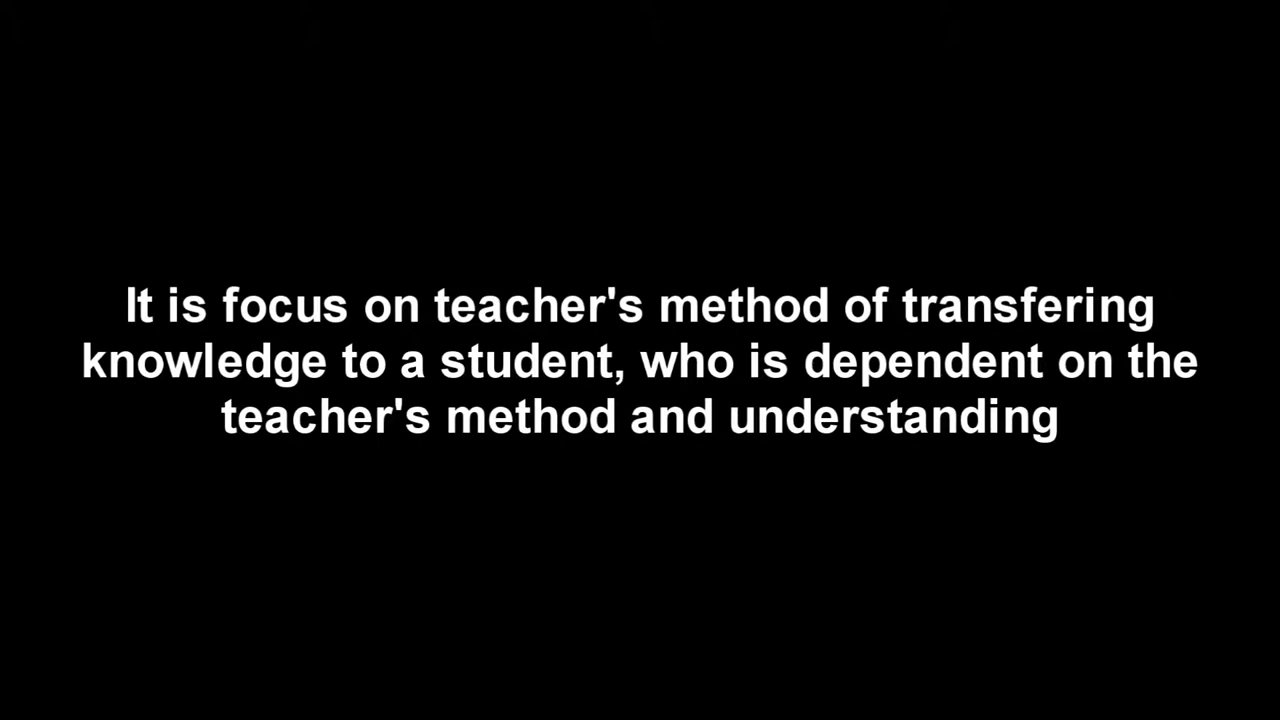 It is focus on teacher's method of transfering
knowledge to a student, who is dependent on the
teacher's method and understanding